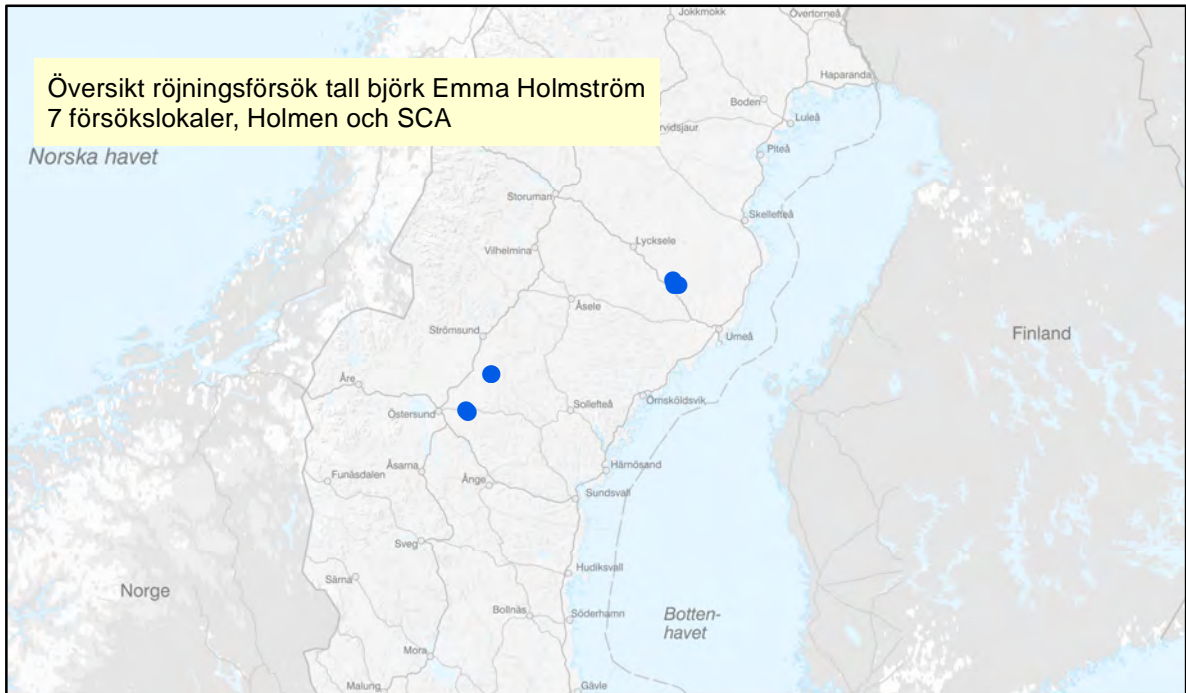 Jokkmokk
Övertorneå
Översikt röjningsförsök tall björk Emma Holmström
7 försökslokaler, Holmen och SCA
Haparanda
Boden
Luleå
rvidsjaur
Norska havet
Piteå
Storuman
Skellefteå
Vilhelmina
Lycksele
Åsele
Strömsund
Umeå
Finland
Åre
Östersund
Sollefteå
Örnsköldsvik
Åsarna
Funäsdalen
Ånge
Härnösand
Sundsvall
Sveg
Särna
Hudiksvall
Norge
Bollnäs
Söderhamn
Botten-
havet
Mora
Malung
Gävle